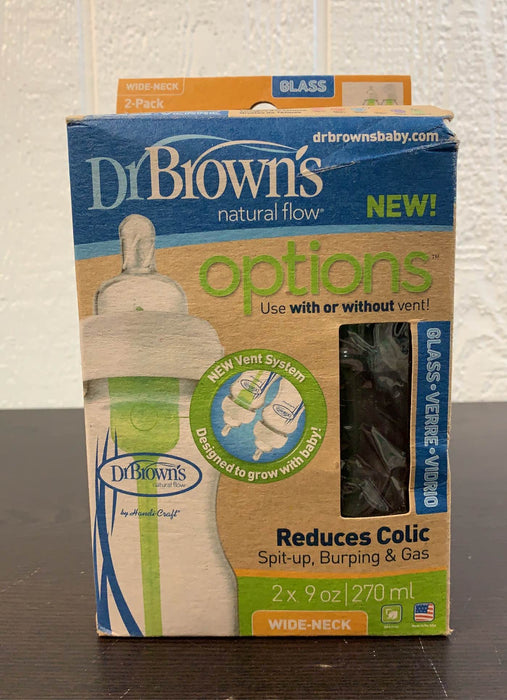 WIDE-NECK
2-Pack
GLASS
drbrownsbaby.com
Dr Brown's
natural flow®
NEW!
options™
Use with or without vent!
NEW Vent System
Designed to grow with baby!
GLASS • VERRE • VIDRIO
Dr Brown's
natural flow
by Handi-Craft®
Reduces Colic
Spit-up, Burping & Gas
2 x 9 oz | 270 ml
WIDE-NECK